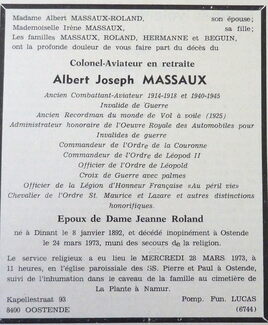 Madame Albert MASSAUX-ROLAND, son épouse;
Mademoiselle Irène MASSAUX, sa fille;
Les familles MASSAUX, ROLAND, HERMANNE et BEGUIN,
ont la profonde douleur de vous faire part du décès du
Colonel-Aviateur en retraite
Albert Joseph MASSAUX
Ancien Combattant-Aviateur 1914-1918 et 1940-1945
Invalide de Guerre
Ancien Recordman du monde de Vol à voile (1925)
Administrateur honoraire de l'Oeuvre Royale des Automobiles pour
Invalides de guerre
Commandeur de l'Ordre de la Couronne
Commandeur de l'Ordre de Léopod II
Officier de l'Ordre de Léopold
Croix de Guerre avec palmes
Officier de la Légion d'Honneur Française «Au péril vie»
Chevalier de l'Ordre St. Maurice et Lazare et autres distinctions
honorifiques.
Epoux de Dame Jeanne Roland
né à Dinant le 8 janvier 1892, et décédé inopinément à Ostende
le 24 mars 1973, muni des secours de la religion.
Le service religieux a eu lieu le MERCREDI 28 MARS 1973, à
11 heures, en l'église paroissiale des SS. Pierre et Paul à Ostende,
suivi de l'inhumation dans le caveau de famille au cimetière de
La Plante à Namur.
Kapellestraat 93 Pomp. Fun. LUCAS
8400 OOSTENDE (6744)